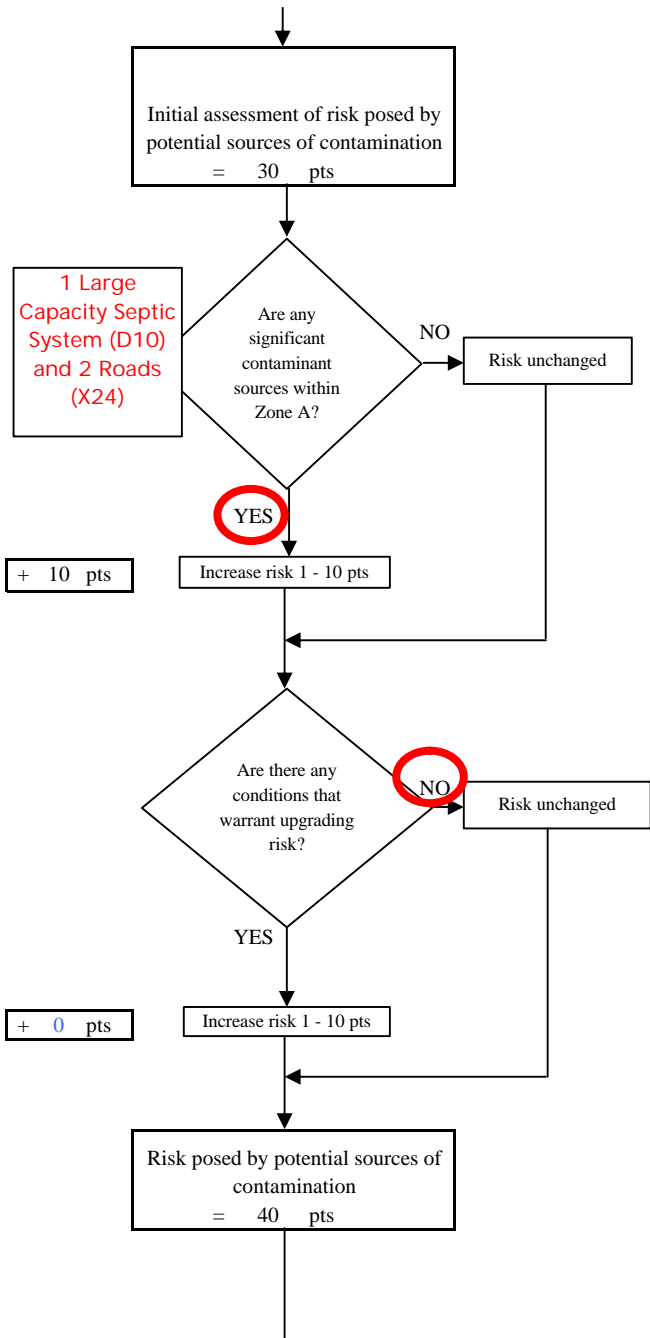 Initial assessment of risk posed by
potential sources of contamination
= 30 pts
1 Large
Capacity Septic
System (D10)
and 2 Roads
(X24)
Are any
significant
contaminant
sources within
Zone A?
NO
Risk unchanged
YES
+ 10 pts
Increase risk 1 - 10 pts
Are there any
conditions that
warrant upgrading
risk?
NO
Risk unchanged
YES
+ 0 pts
Increase risk 1 - 10 pts
Risk posed by potential sources of
contamination
= 40 pts